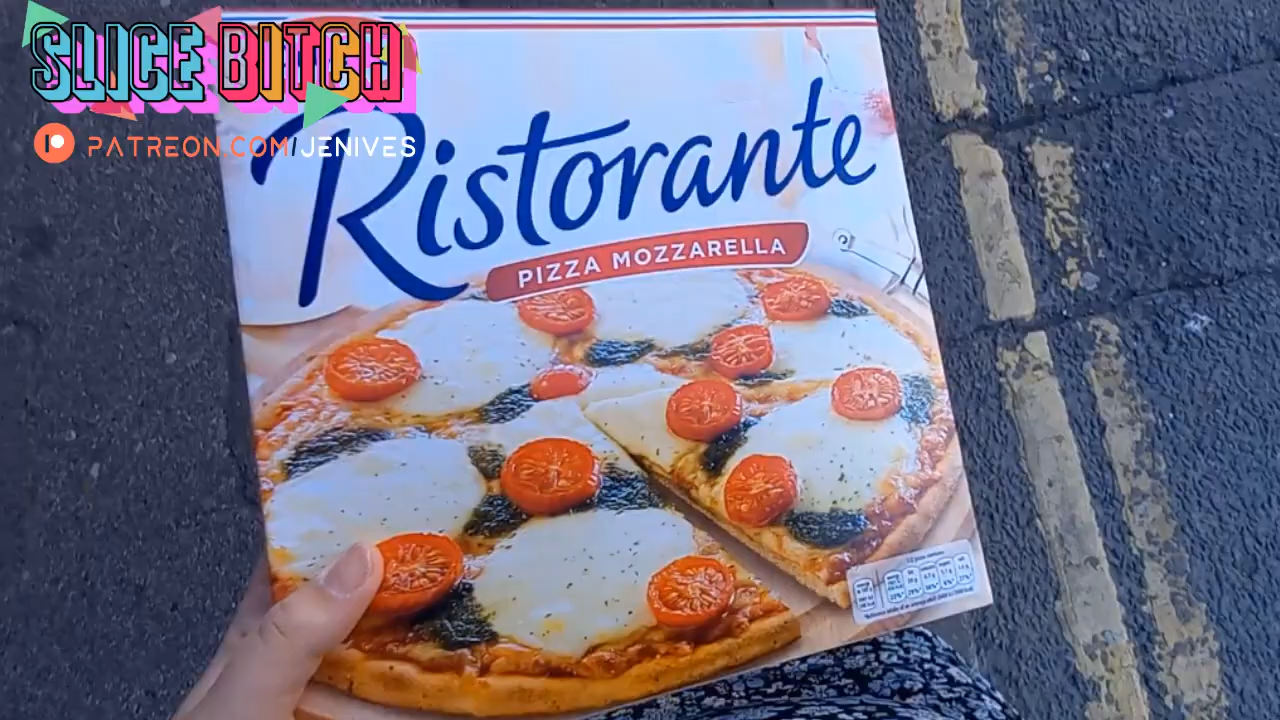 SLICE BITCH
PATREON.COM/JENIVES
Ristorante
PIZZA MOZZARELLA